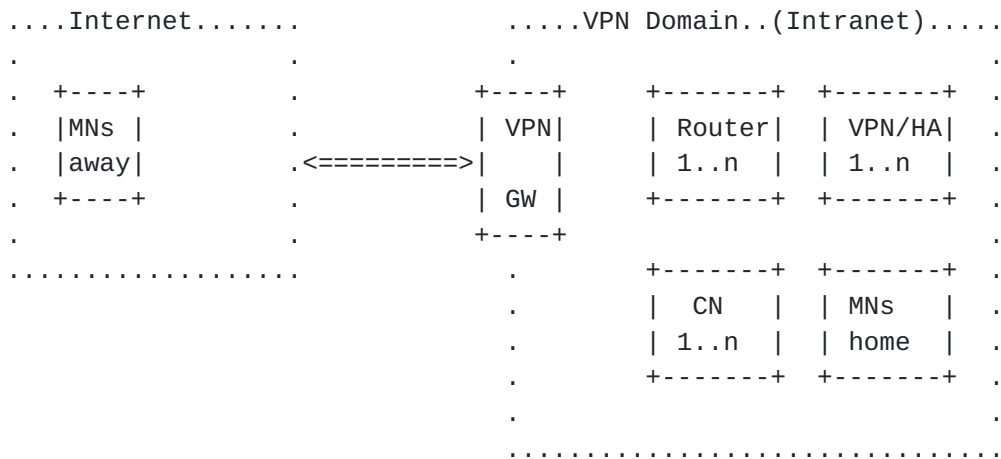 ....Internet.......              .....VPN Domain..(Intranet).....
.                  .              .                               .
.  +----+          .            +----+     +-------+  +-------+  .
.  |MNs |          .            | VPN|     | Router|  | VPN/HA|  .
.  |away|          .<=========>|    |     | 1..n  |  | 1..n  |  .
.  +----+          .            | GW |     +-------+  +-------+  .
.                  .            +----+                            .
...................              .         +-------+  +-------+  .
                                 .         |  CN   |  | MNs   |  .
                                 .         | 1..n  |  | home  |  .
                                 .         +-------+  +-------+  .
                                 .                               .
                                 ................................